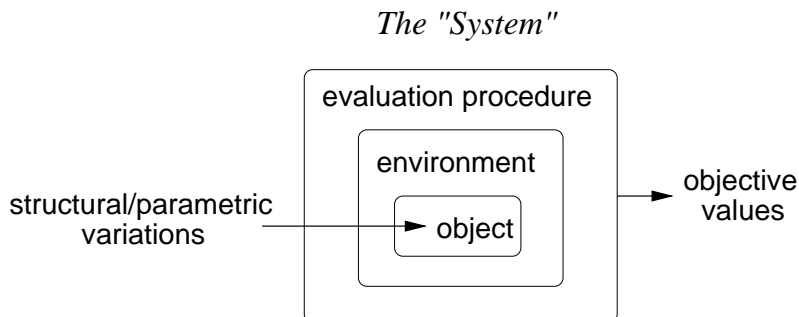 The "System"
evaluation procedure
environment
object
structural/parametric
variations
objective
values